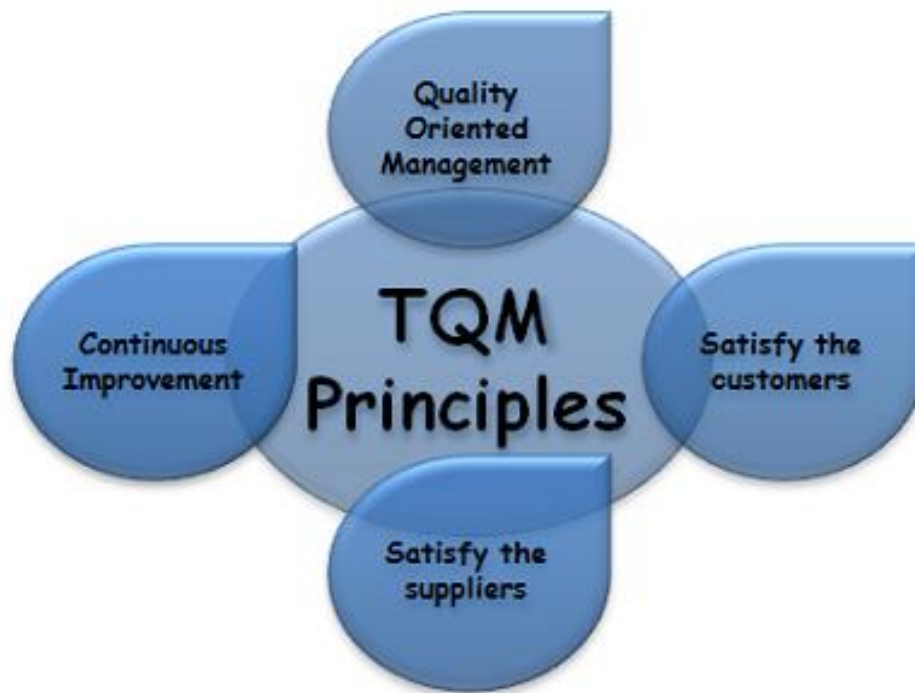 Quality
Oriented
Management
TQM
Principles
Continuous
Improvement
Satisfy the
customers
Satisfy the
suppliers